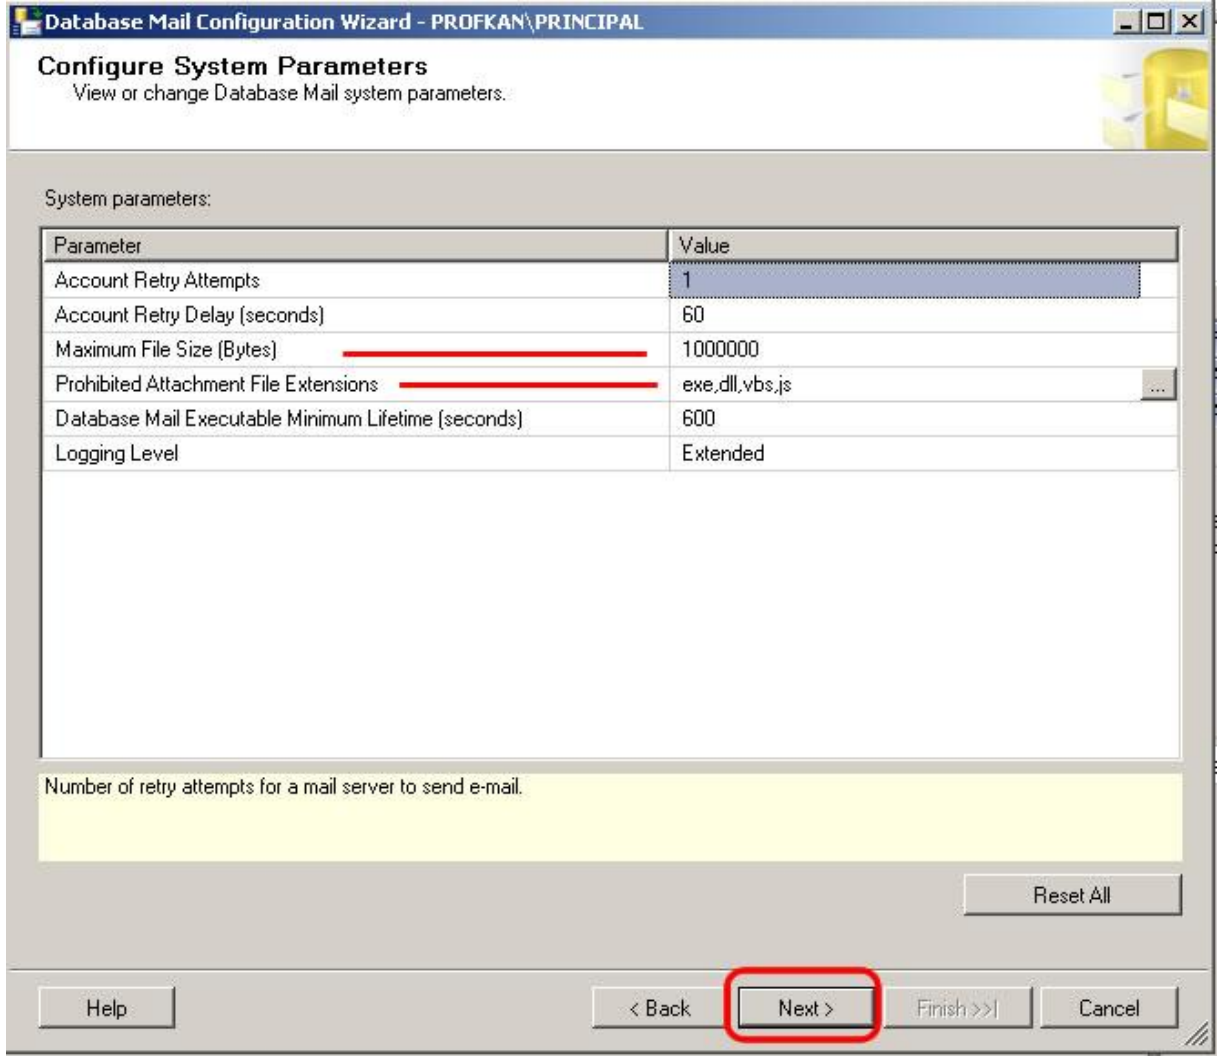 Database Mail Configuration Wizard - PROFKAN\PRINCIPAL
Configure System Parameters
View or change Database Mail system parameters.
System parameters:
Parameter Value
Account Retry Attempts 1
Account Retry Delay (seconds) 60
Maximum File Size (Bytes) 1000000
Prohibited Attachment File Extensions exe,dll,vbs,js ...
Database Mail Executable Minimum Lifetime (seconds) 600
Logging Level Extended
Number of retry attempts for a mail server to send e-mail.
Reset All
Help < Back Next > Finish >>| Cancel